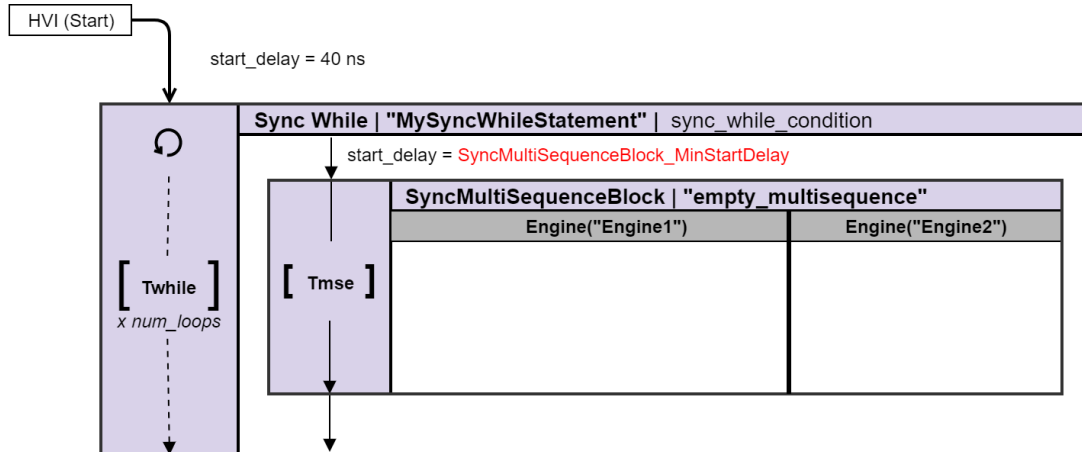 HVI (Start)
start_delay = 40 ns
Sync While | "MySyncWhileStatement" | sync_while_condition
start_delay = SyncMultiSequenceBlock_MinStartDelay
SyncMultiSequenceBlock | "empty_multisequence"
Engine("Engine1") Engine("Engine2")
[ Twhile ]
x num_loops
[ Tmse ]